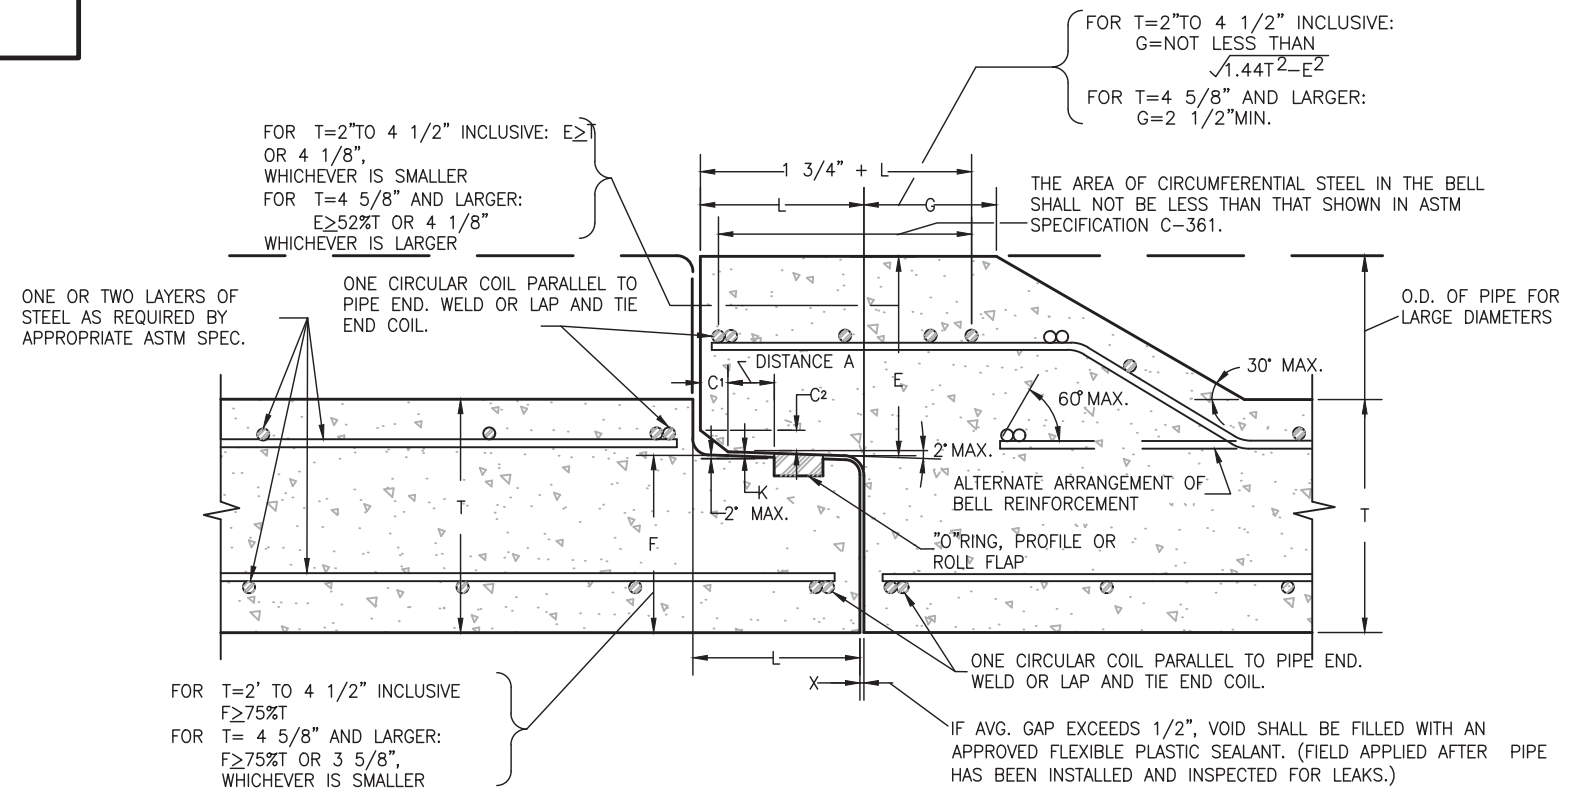 FOR T=2"TO 4 1/2" INCLUSIVE:
G=NOT LESS THAN
√1.44T²-E²
FOR T=4 5/8" AND LARGER:
G=2 1/2"MIN.
FOR T=2"TO 4 1/2" INCLUSIVE: E≥T
OR 4 1/8",
WHICHEVER IS SMALLER
FOR T=4 5/8" AND LARGER:
E≥52%T OR 4 1/8"
WHICHEVER IS LARGER
1 3/4" + L
L
G
THE AREA OF CIRCUMFERENTIAL STEEL IN THE BELL
SHALL NOT BE LESS THAN THAT SHOWN IN ASTM
SPECIFICATION C-361.
ONE OR TWO LAYERS OF
STEEL AS REQUIRED BY
APPROPRIATE ASTM SPEC.
ONE CIRCULAR COIL PARALLEL TO
PIPE END. WELD OR LAP AND TIE
END COIL.
O.D. OF PIPE FOR
LARGE DIAMETERS
DISTANCE A
C1
C2
E
30° MAX.
60° MAX.
2° MAX.
K
2° MAX.
ALTERNATE ARRANGEMENT OF
BELL REINFORCEMENT
T
F
T
"O"RING, PROFILE OR
ROLL FLAP
L
X
ONE CIRCULAR COIL PARALLEL TO PIPE END.
WELD OR LAP AND TIE END COIL.
FOR T=2' TO 4 1/2" INCLUSIVE
F≥75%T
FOR T= 4 5/8" AND LARGER:
F≥75%T OR 3 5/8",
WHICHEVER IS SMALLER
IF AVG. GAP EXCEEDS 1/2", VOID SHALL BE FILLED WITH AN
APPROVED FLEXIBLE PLASTIC SEALANT. (FIELD APPLIED AFTER PIPE
HAS BEEN INSTALLED AND INSPECTED FOR LEAKS.)